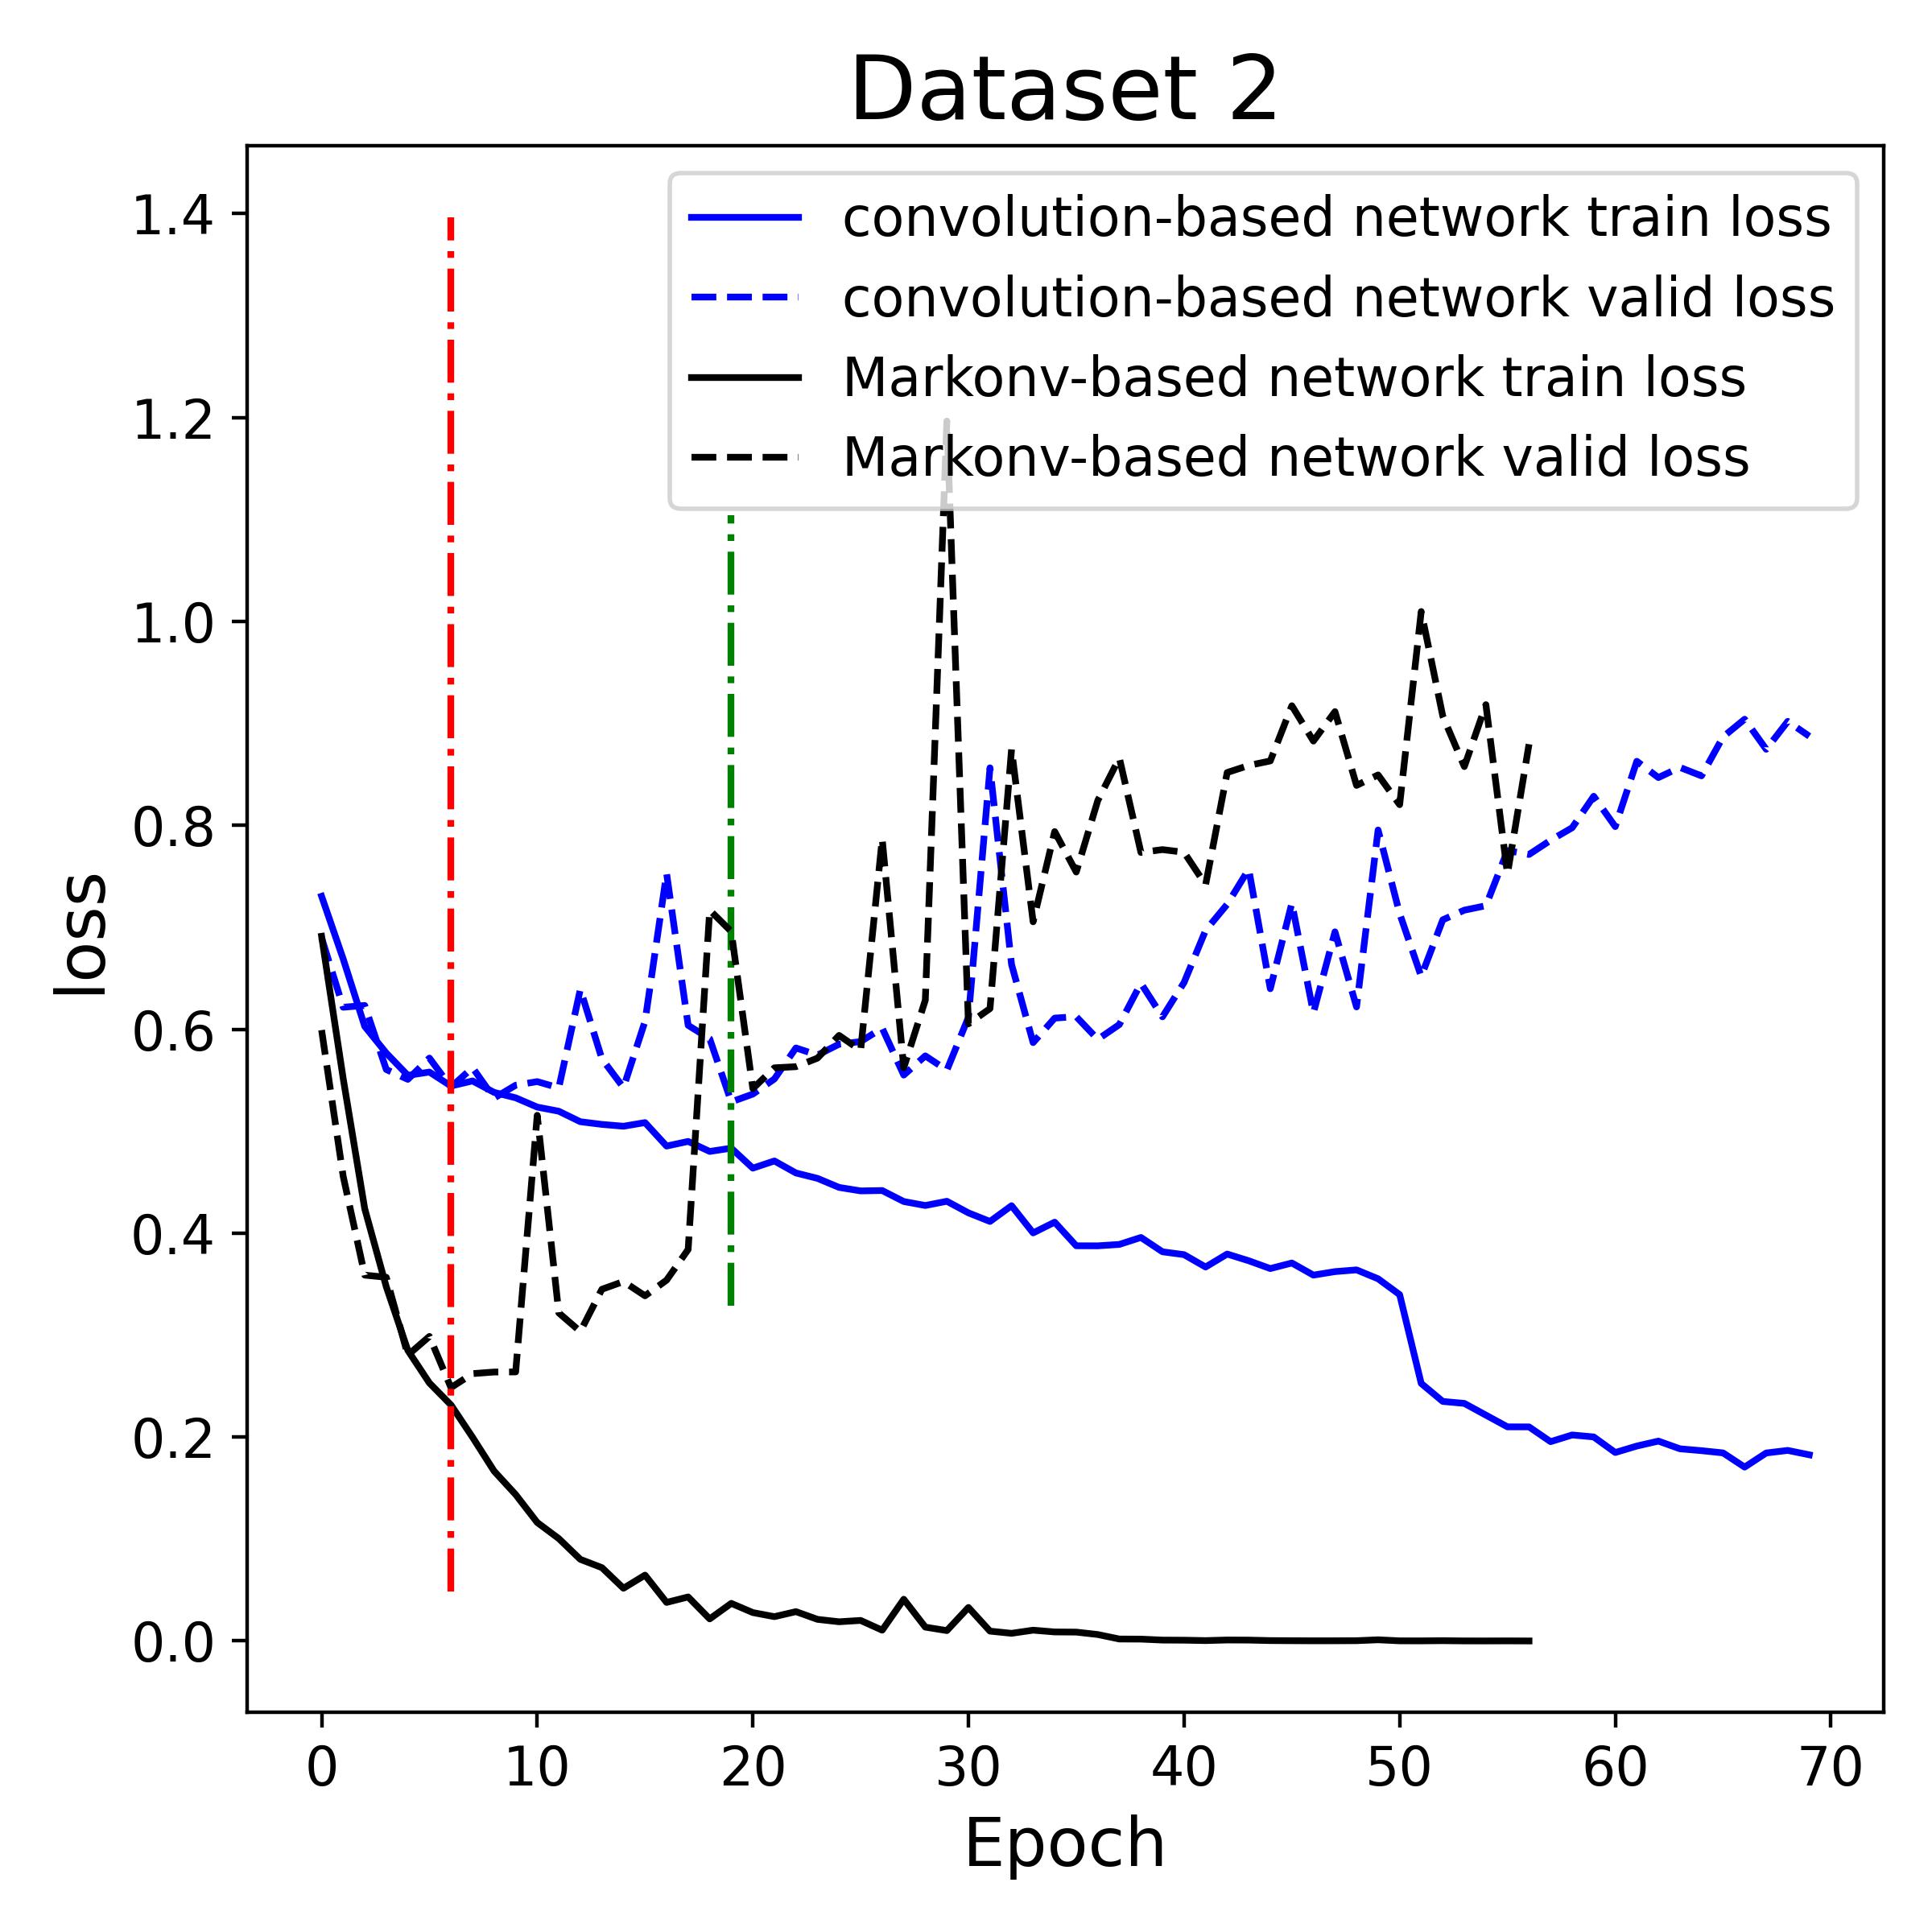 Dataset 2
convolution-based network train loss
convolution-based network valid loss
Markonv-based network train loss
Markonv-based network valid loss
loss
1.4
1.2
1.0
0.8
0.6
0.4
0.2
0.0
0 10 20 30 40 50 60 70
Epoch